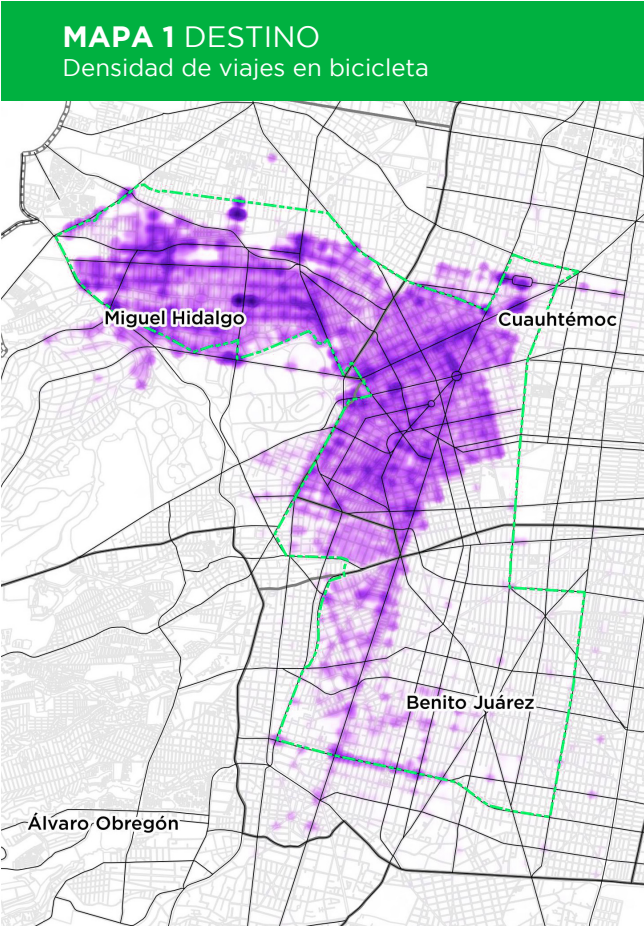 MAPA 1 DESTINO
Densidad de viajes en bicicleta
Miguel Hidalgo
Cuauhtémoc
Benito Juárez
Álvaro Obregón